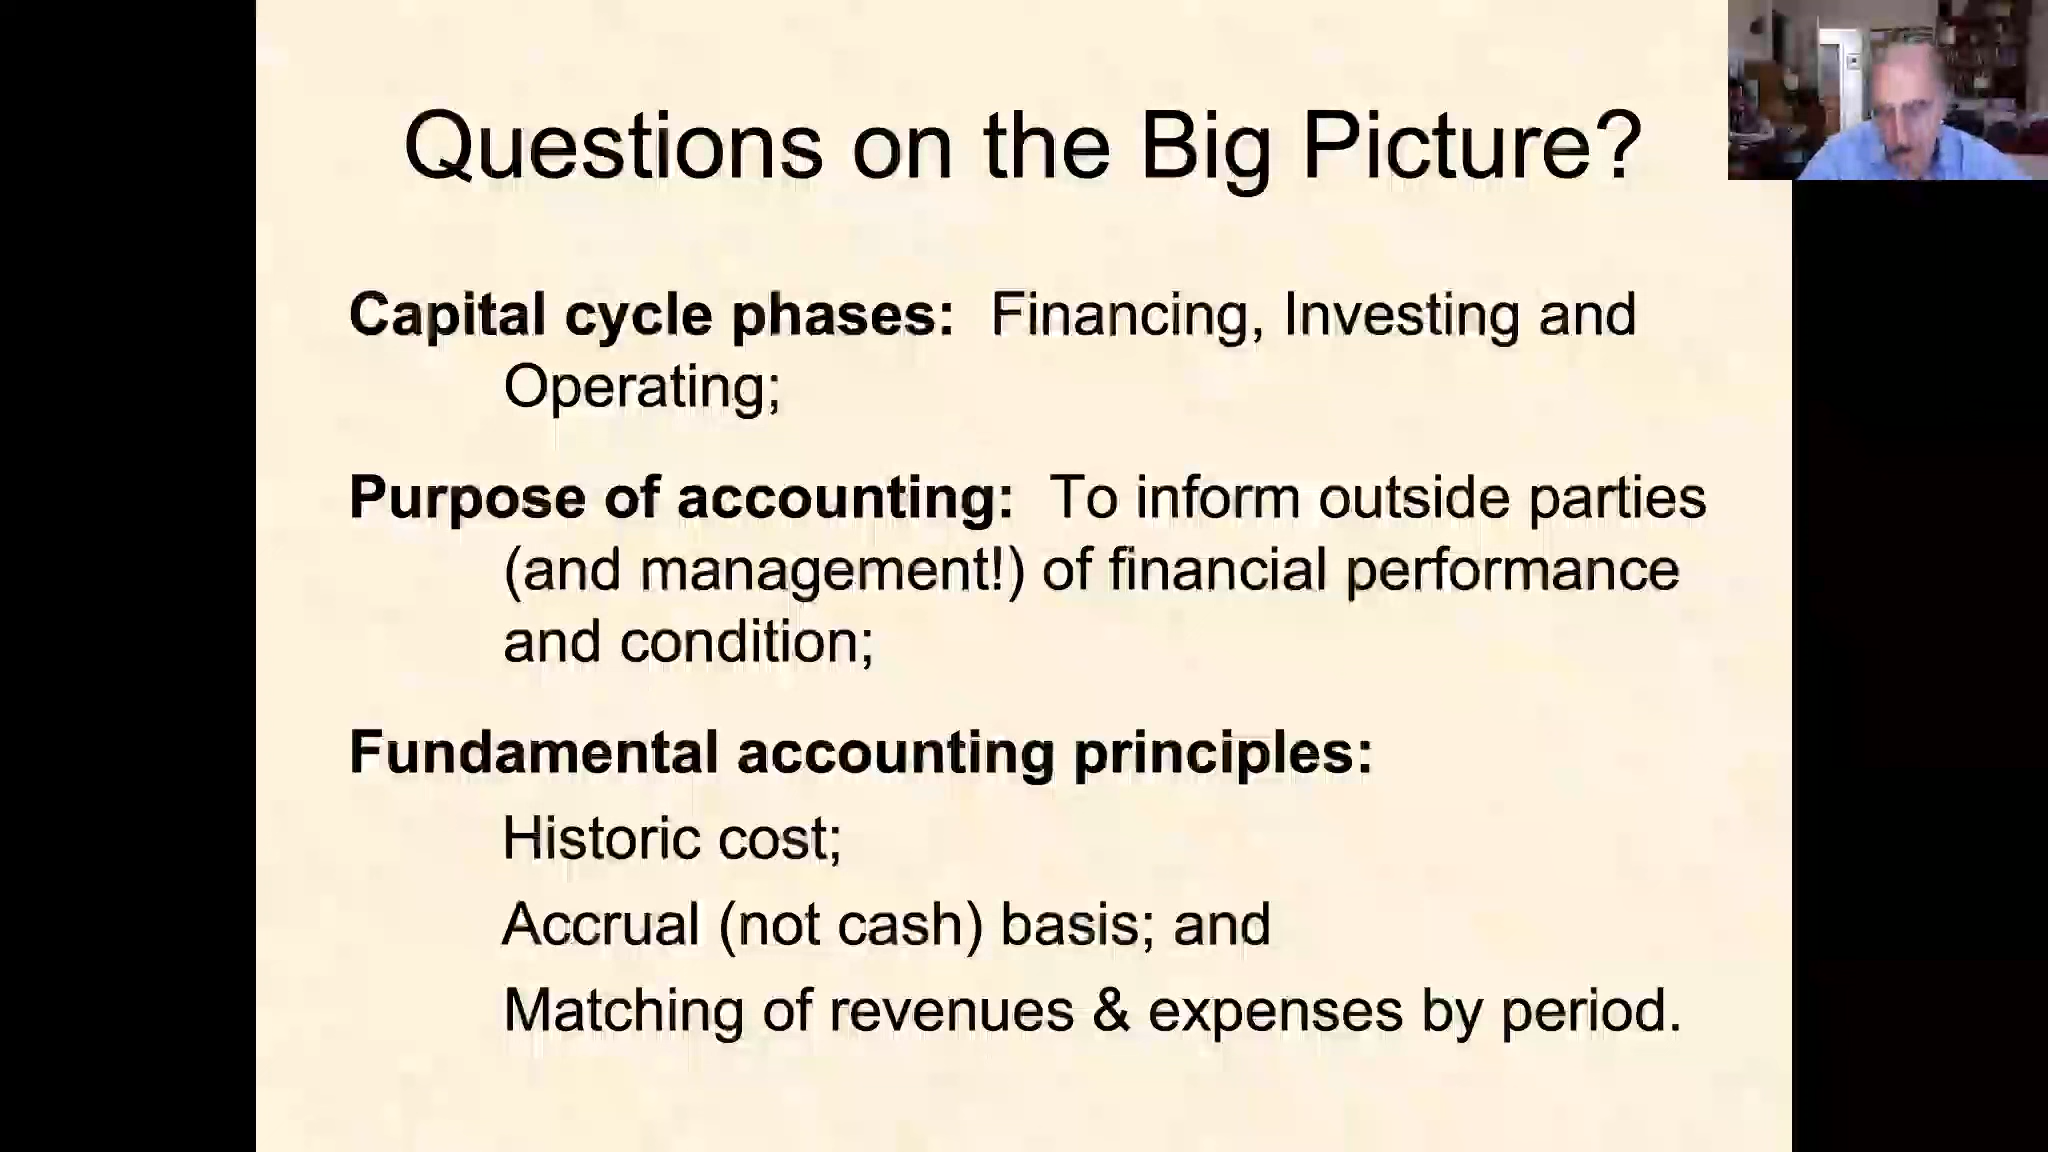 Questions on the Big Picture?
Capital cycle phases: Financing, Investing and
Operating;
Purpose of accounting: To inform outside parties
(and management!) of financial performance
and condition;
Fundamental accounting principles:
Historic cost;
Accrual (not cash) basis; and
Matching of revenues & expenses by period.